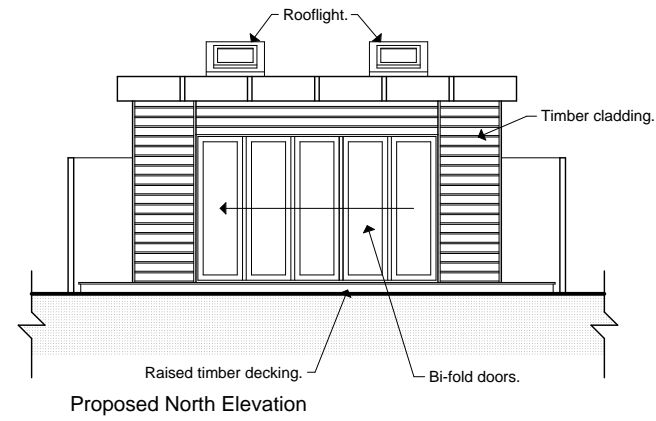 Rooflight.
Timber cladding.
Raised timber decking.
Bi-fold doors.
Proposed North Elevation